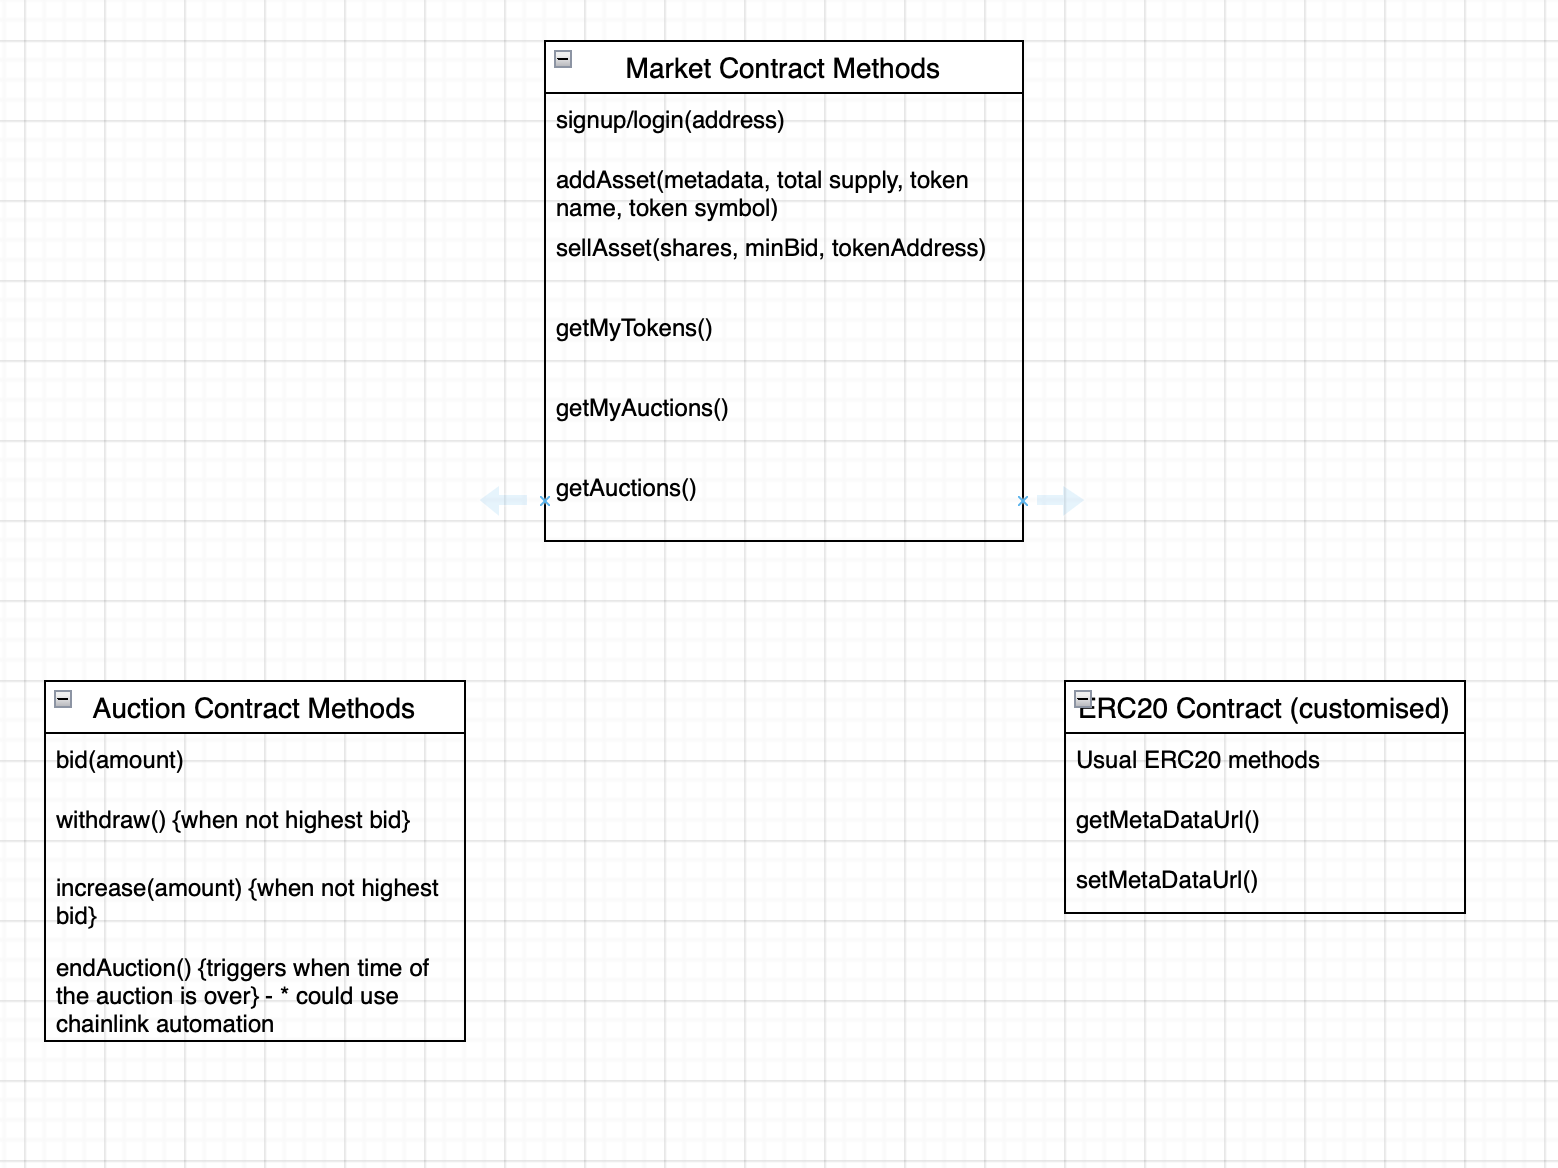 Market Contract Methods
signup/login(address)
addAsset(metadata, total supply, token
name, token symbol)
sellAsset(shares, minBid, tokenAddress)
getMyTokens()
getMyAuctions()
getAuctions()
Auction Contract Methods
bid(amount)
withdraw() {when not highest bid}
increase(amount) {when not highest
bid}
endAuction() {triggers when time of
the auction is over} - * could use
chainlink automation
ERC20 Contract (customised)
Usual ERC20 methods
getMetaDataUrl()
setMetaDataUrl()